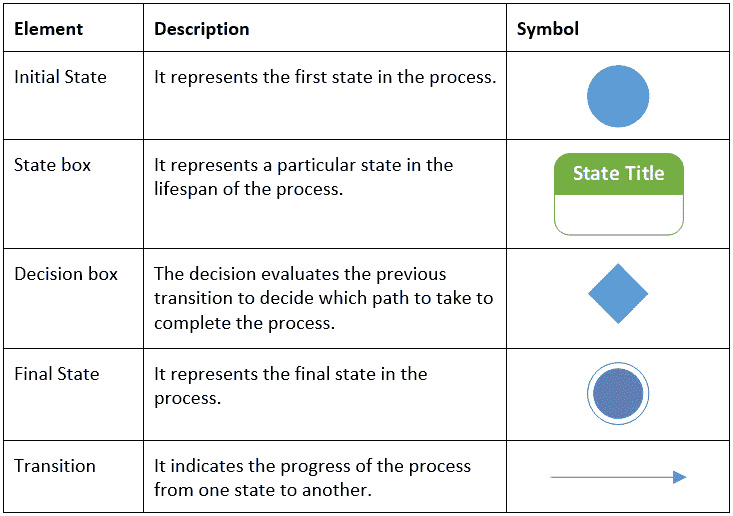 Element Description Symbol
Initial State It represents the first state in the process.
State box It represents a particular state in the
lifespan of the process.
State Title
Decision box The decision evaluates the previous
transition to decide which path to take to
complete the process.
Final State It represents the final state in the
process.
Transition It indicates the progress of the process
from one state to another.